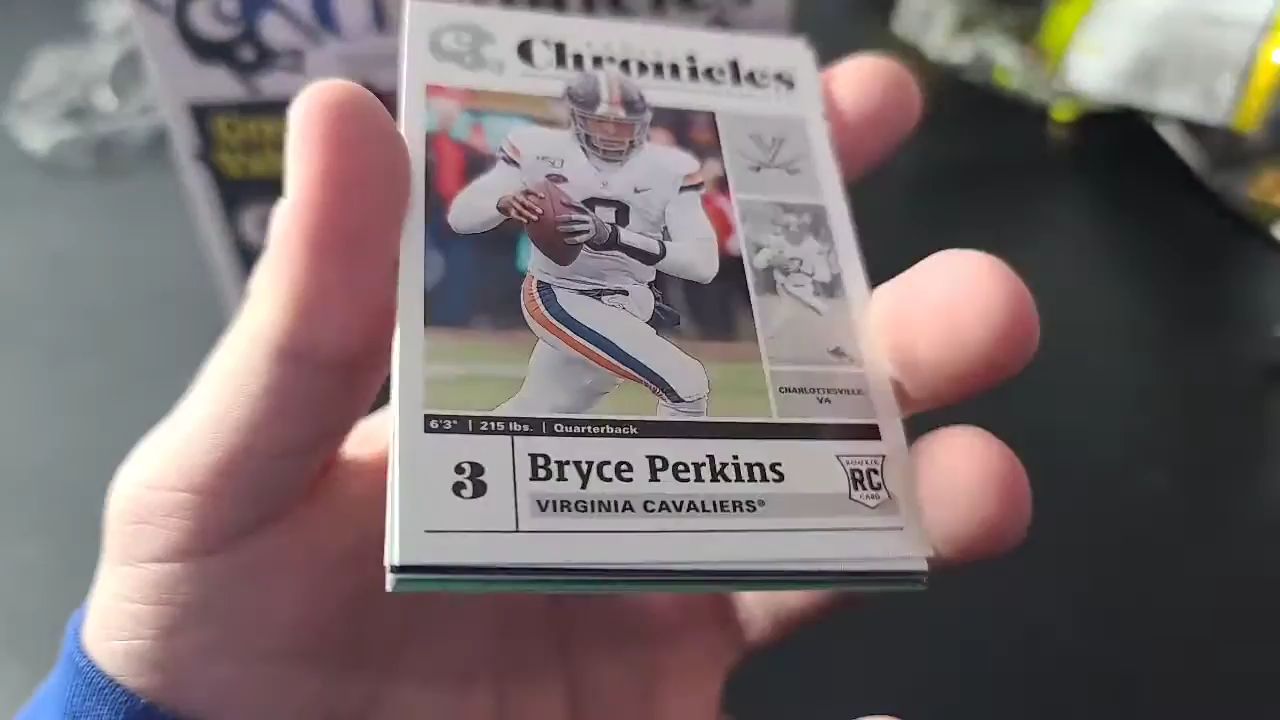 Chronicles
CHARLOTTESVILLE,
VA
6'3" | 215 lbs. | Quarterback
3
Bryce Perkins
VIRGINIA CAVALIERS®
ROOKIE
RC
CARD